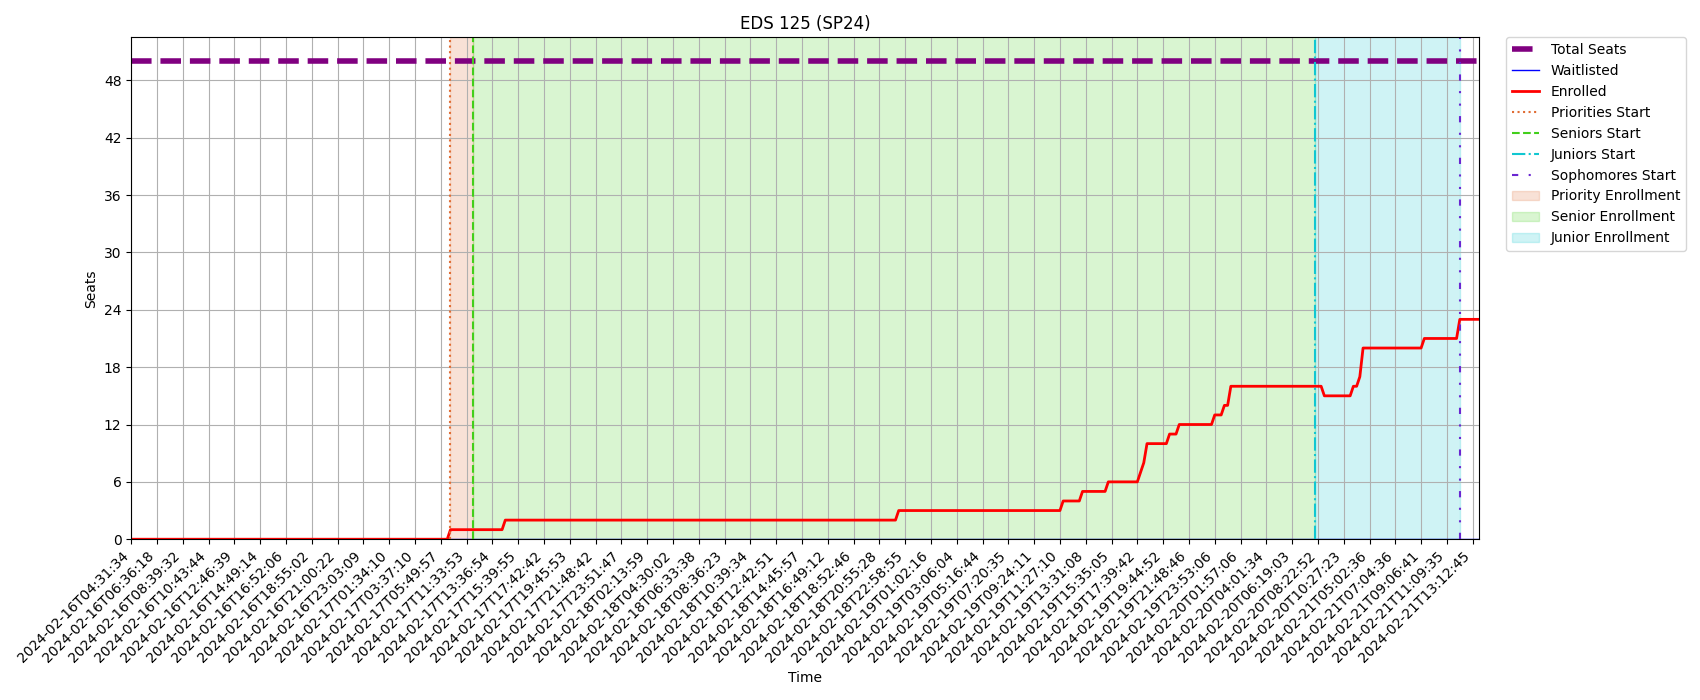 EDS 125 (SP24)
Total Seats
Waitlisted
Enrolled
Priorities Start
Seniors Start
Juniors Start
Sophomores Start
Priority Enrollment
Senior Enrollment
Junior Enrollment
Seats
48
42
36
30
24
18
12
6
0
2024-02-16T04:31:34
2024-02-16T06:36:18
2024-02-16T08:39:32
2024-02-16T10:43:44
2024-02-16T12:46:39
2024-02-16T14:49:14
2024-02-16T16:52:06
2024-02-16T18:55:02
2024-02-16T21:00:22
2024-02-16T23:03:09
2024-02-17T01:34:10
2024-02-17T03:37:10
2024-02-17T05:49:57
2024-02-17T11:33:53
2024-02-17T13:36:54
2024-02-17T15:39:55
2024-02-17T17:42:42
2024-02-17T19:45:53
2024-02-17T21:48:42
2024-02-17T23:51:47
2024-02-18T02:13:59
2024-02-18T04:30:02
2024-02-18T06:33:38
2024-02-18T08:36:23
2024-02-18T10:39:34
2024-02-18T12:42:51
2024-02-18T14:45:57
2024-02-18T16:49:12
2024-02-18T18:52:46
2024-02-18T20:55:28
2024-02-18T22:58:55
2024-02-19T01:02:16
2024-02-19T03:06:04
2024-02-19T05:16:44
2024-02-19T07:20:35
2024-02-19T09:24:11
2024-02-19T11:27:10
2024-02-19T13:31:08
2024-02-19T15:35:05
2024-02-19T17:39:42
2024-02-19T19:44:52
2024-02-19T21:48:46
2024-02-19T23:53:06
2024-02-20T01:57:06
2024-02-20T04:01:34
2024-02-20T06:19:03
2024-02-20T08:22:52
2024-02-20T10:27:23
2024-02-21T05:02:36
2024-02-21T07:04:36
2024-02-21T09:06:41
2024-02-21T11:09:35
2024-02-21T13:12:45
Time